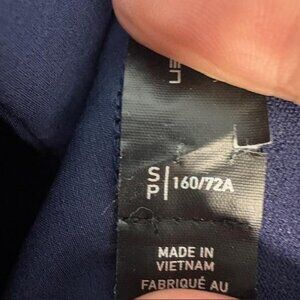 S
P
160/72A
MADE IN
VIETNAM
FABRIQUÉ AU